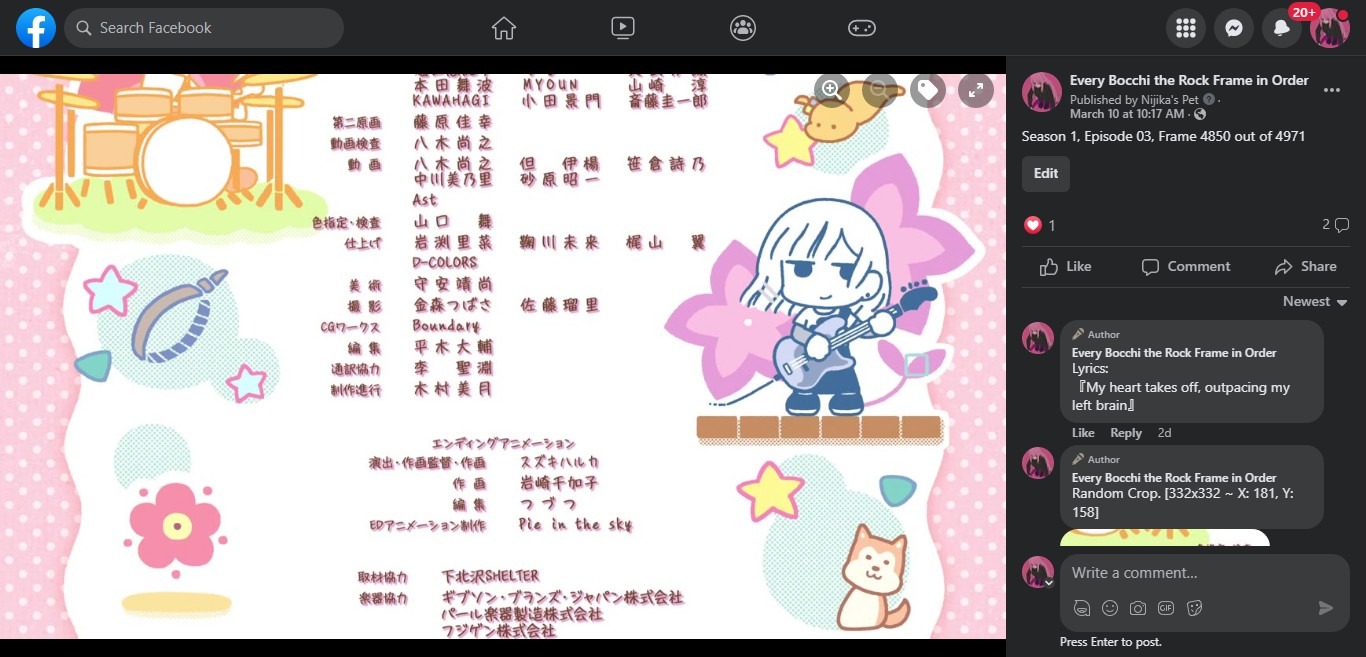 Search Facebook
20+
本田舞波 MYOUN 山崎 淳
KAWAHAGI 小田景門 斎藤圭一郎
第二原画 藤原佳幸
動画検査 八木尚之
動画 八木尚之 但 伊楊 笹倉詩乃
中川美乃里 砂原昭一
Ast
色指定・検査 山口 舞
仕上げ 岩渕里菜 鞠川未来 梶山 翼
D-COLORS
美術 守安靖尚
撮影 金森つばさ 佐藤瑠里
CGワークス Boundary
編集 平木大輔
通訳協力 李 聖淵
制作進行 木村美月
エンディングアニメーション
演出・作画監督・作画 スズキハルカ
作画 岩崎千加子
編集 つづつ
EDアニメーション制作 Pie in the sky
取材協力 下北沢SHELTER
楽器協力 ギブソン・ブランズ・ジャパン株式会社
パール楽器製造株式会社
フジゲン株式会社
Every Bocchi the Rock Frame in Order
Published by Nijika's Pet ·
March 10 at 10:17 AM ·
Season 1, Episode 03, Frame 4850 out of 4971
Edit
1
2
Like Comment Share
Newest
Author
Every Bocchi the Rock Frame in Order
Lyrics:
『My heart takes off, outpacing my
left brain』
Like Reply 2d
Author
Every Bocchi the Rock Frame in Order
Random Crop. [332x332 ~ X: 181, Y:
158]
Write a comment...
GIF
Press Enter to post.